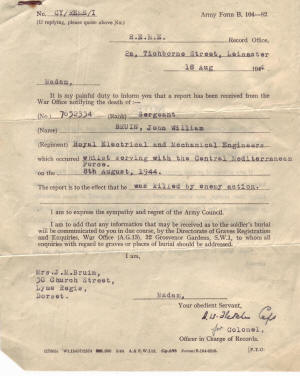 No. CY/REME/1 Army Form B. 104—82.
(If replying, please quote above No.)
R.E.M.E. Record Office,
2a, Tichborne Street, Leicester
18 Aug 194
Madam,
It is my painful duty to inform you that a report has been received from the
War Office notifying the death of :—
(No.) 7632334 (Rank) Sergeant
(Name) BRUIN, John William
(Regiment) Royal Electrical and Mechanical Engineers
which occurred whilst serving with the Central Mediterranean
Force.
on the 8th August, 1944.
The report is to the effect that he was killed by enemy action.
I am to express the sympathy and regret of the Army Council.
I am to add that any information that may be received as to the soldier's burial
will be communicated to you in due course, by the Directorate of Graves Registration
and Enquiries, War Office (A.G.13), 32 Grosvenor Gardens, S.W.1, to whom all
enquiries with regard to graves or places of burial should be addressed.
I am,
Mrs.J.M.Bruin,
30 Church Street,
Lyme Regis,
Dorset.
Madam,
Your obedient Servant,
Capt
for Colonel,
Officer in Charge of Records.
[P.T.O.